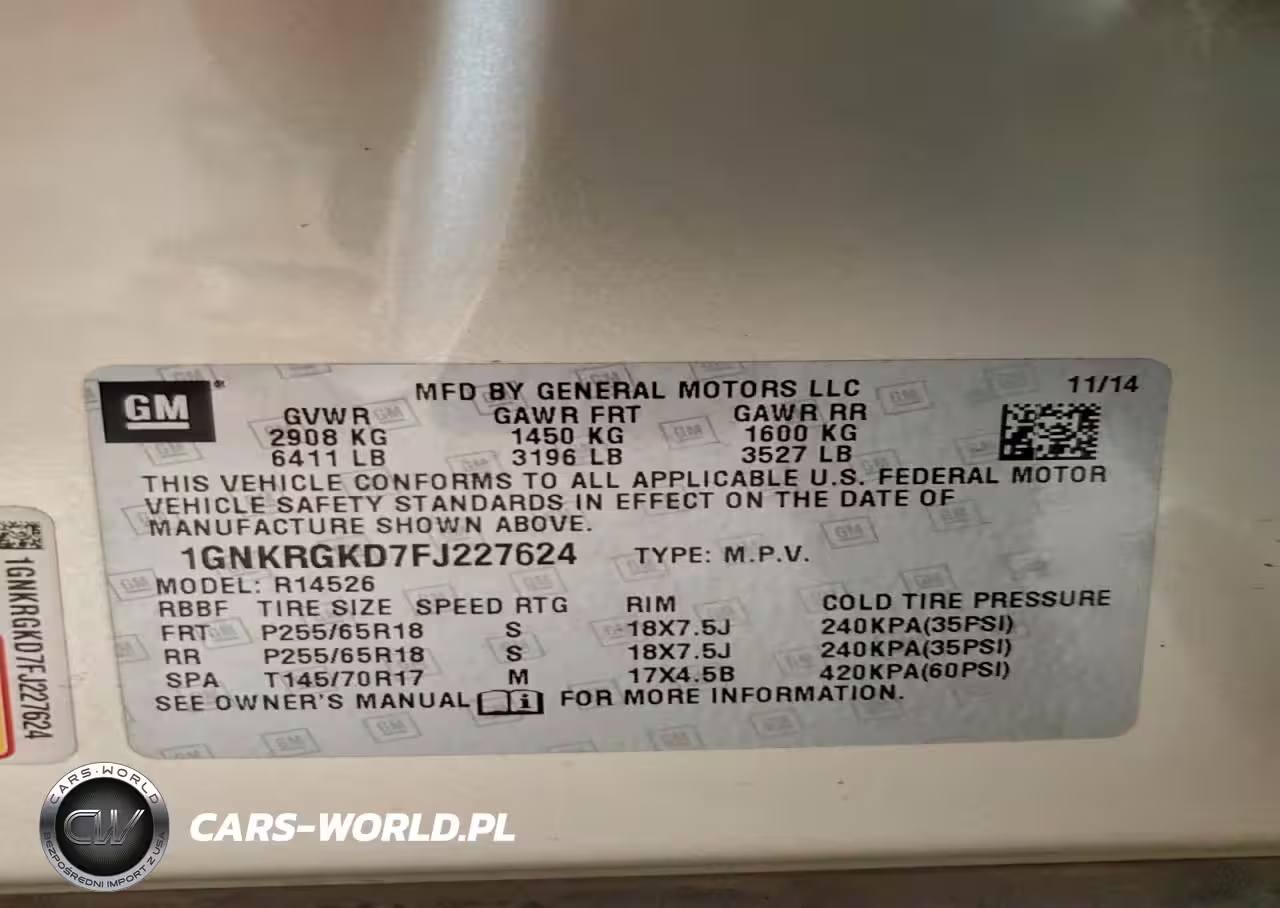 GM
MFD BY GENERAL MOTORS LLC
11/14
GVWR GAWR FRT GAWR RR
2908 KG 1450 KG 1600 KG
6411 LB 3196 LB 3527 LB
THIS VEHICLE CONFORMS TO ALL APPLICABLE U.S. FEDERAL MOTOR
VEHICLE SAFETY STANDARDS IN EFFECT ON THE DATE OF
MANUFACTURE SHOWN ABOVE.
1GNKRGKD7FJ227624 TYPE: M.P.V.
MODEL: R14526
RBBF TIRE SIZE SPEED RTG RIM COLD TIRE PRESSURE
FRT P255/65R18 S 18X7.5J 240KPA(35PSI)
RR P255/65R18 S 18X7.5J 240KPA(35PSI)
SPA T145/70R17 M 17X4.5B 420KPA(60PSI)
SEE OWNER'S MANUAL i FOR MORE INFORMATION.
1GNKRGKD7FJ227624
CARS-WORLD
CW
BEZPOŚREDNI IMPORT Z USA
CARS-WORLD.PL